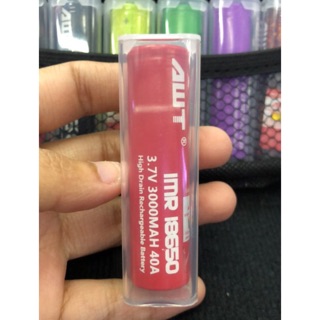 AWT ®
IMR 18650
3.7V 3000MAH 40A
High Drain Rechargeable Battery